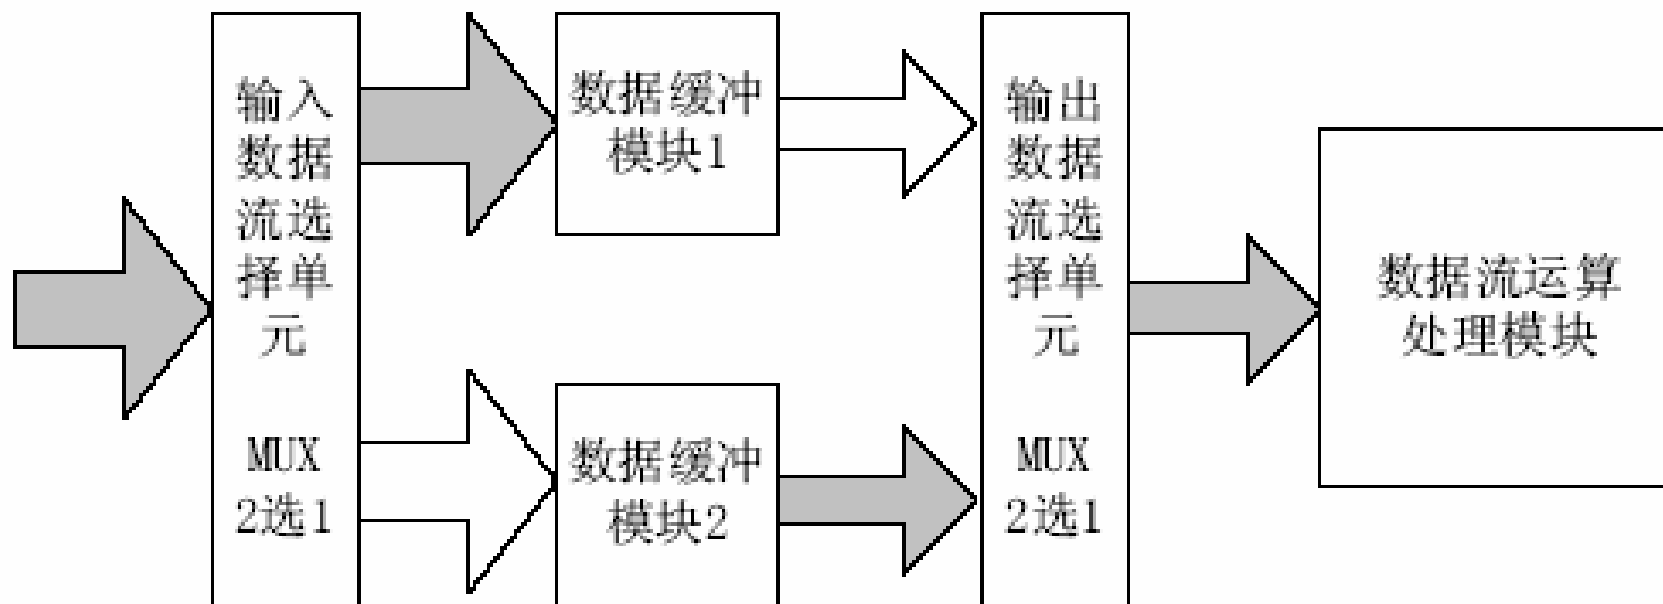 输入
数据
流选
择单
元
MUX
2选1
数据缓冲
模块1
数据缓冲
模块2
输出
数据
流选
择单
元
MUX
2选1
数据流运算
处理模块